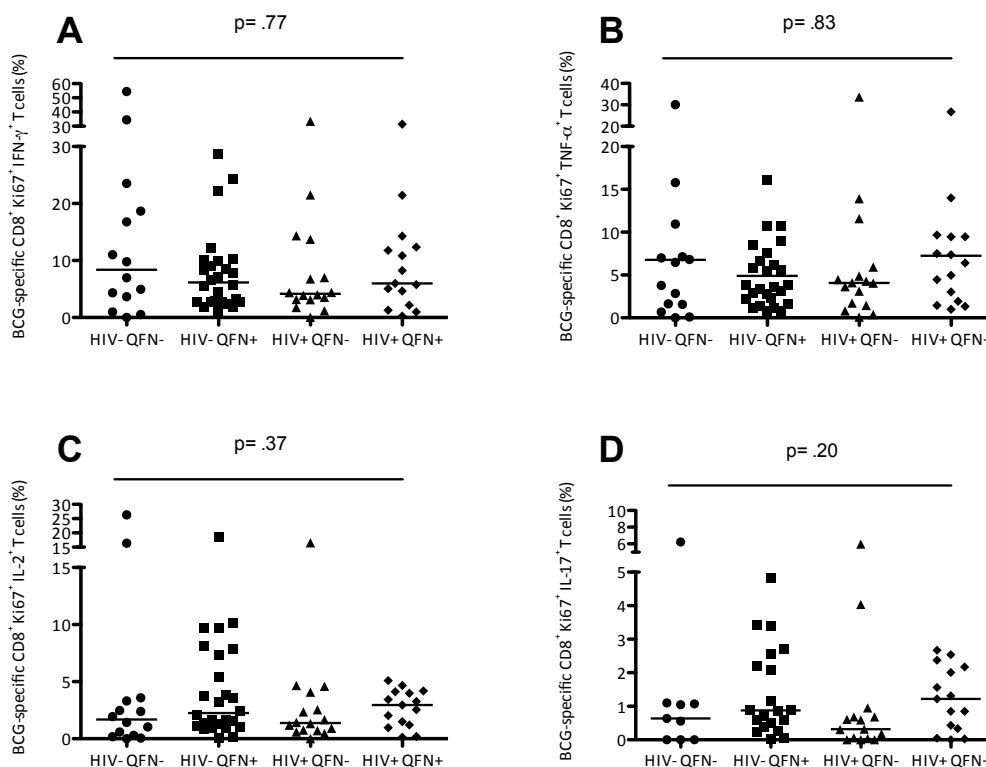 A
p= .77
BCG-specific CD8⁺ Ki67⁺ IFN-γ⁺ T cells (%)
60
50
40
30
30
20
10
0
HIV- QFN- HIV- QFN+ HIV+ QFN- HIV+ QFN+
B
p= .83
BCG-specific CD8⁺ Ki67⁺ TNF-α⁺ T cells (%)
40
30
20
20
15
10
5
0
HIV- QFN- HIV- QFN+ HIV+ QFN- HIV+ QFN+
C
p= .37
BCG-specific CD8⁺ Ki67⁺ IL-2⁺ T cells (%)
30
25
20
15
15
10
5
0
HIV- QFN- HIV- QFN+ HIV+ QFN- HIV+ QFN+
D
p= .20
BCG-specific CD8⁺ Ki67⁺ IL-17⁺ T cells (%)
10
8
6
5
4
3
2
1
0
HIV- QFN- HIV- QFN+ HIV+ QFN- HIV+ QFN+